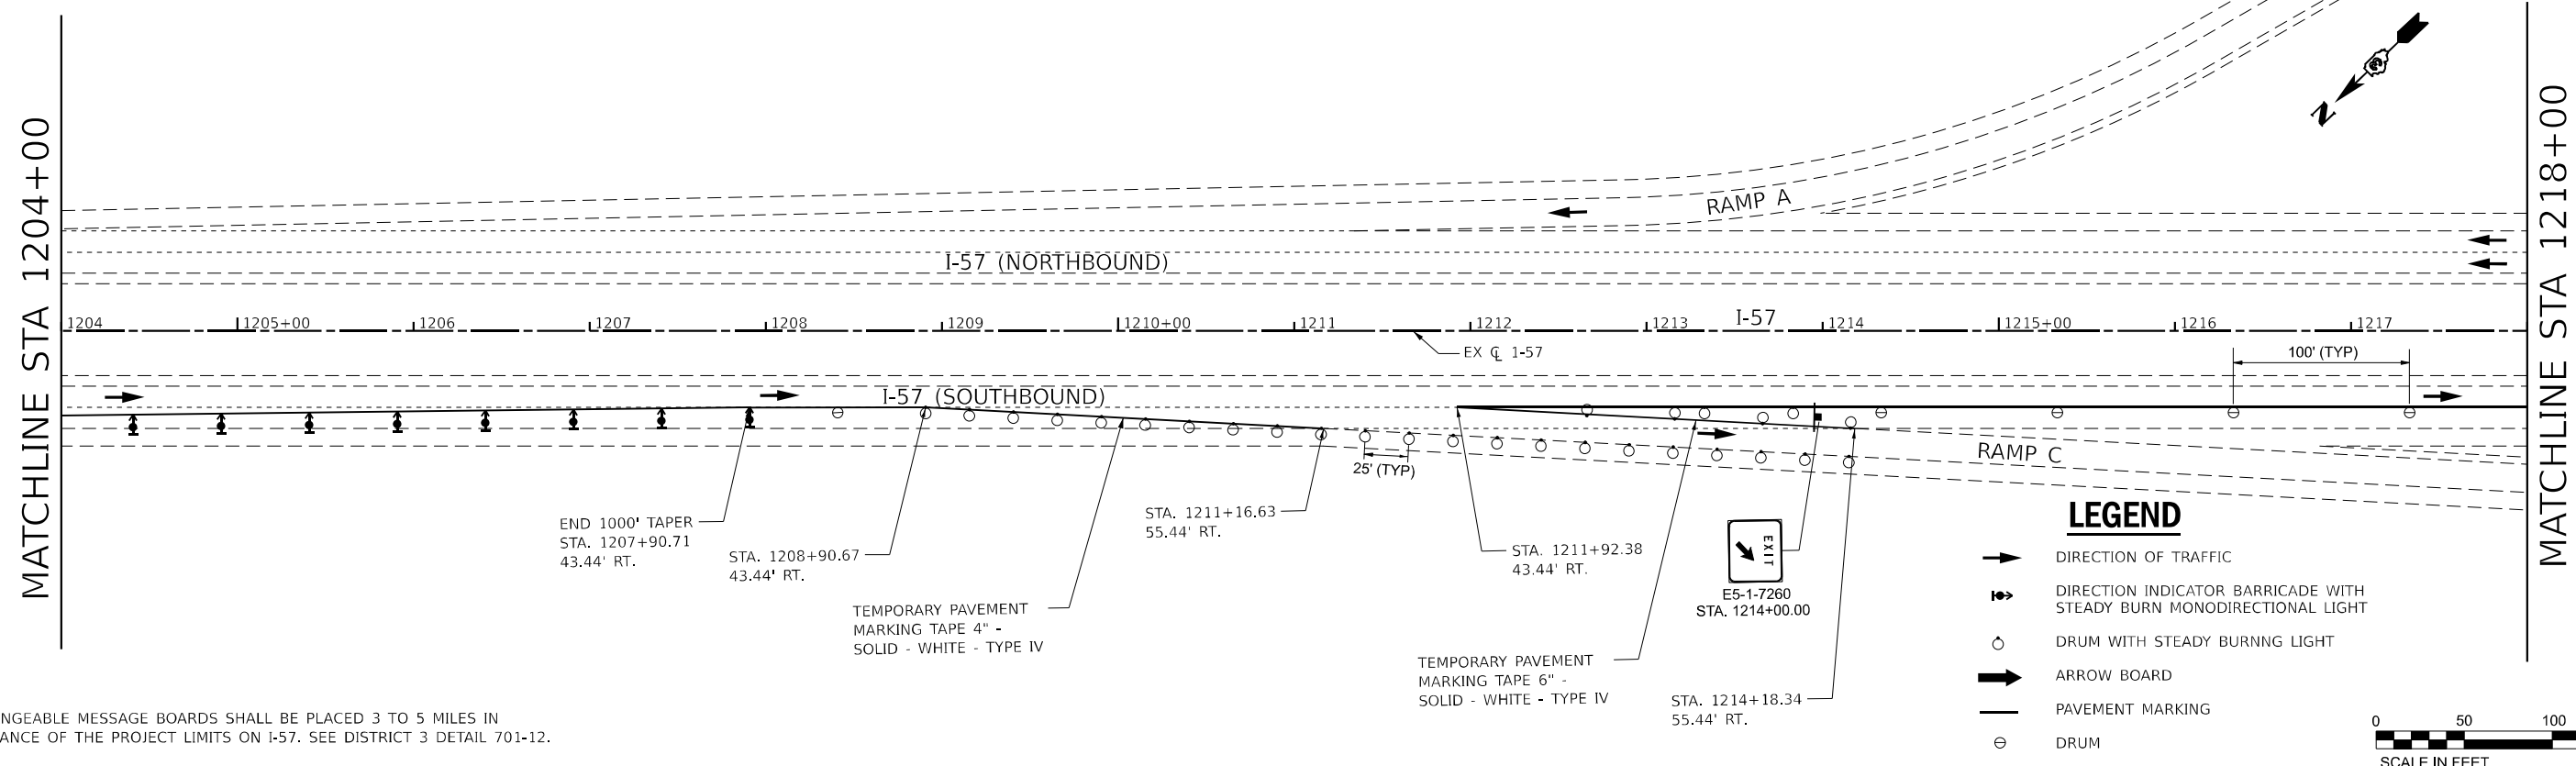 MATCHLINE STA 1204+00
MATCHLINE STA 1218+00
N
RAMP A
I-57 (NORTHBOUND)
I-57
1204
1205+00
1206
1207
1208
1209
1210+00
1211
1212
1213
1214
1215+00
1216
1217
EX ℄ 1-57
100' (TYP)
I-57 (SOUTHBOUND)
RAMP C
25' (TYP)
END 1000' TAPER
STA. 1207+90.71
43.44' RT.
STA. 1208+90.67
43.44' RT.
TEMPORARY PAVEMENT
MARKING TAPE 4" -
SOLID - WHITE - TYPE IV
STA. 1211+16.63
55.44' RT.
STA. 1211+92.38
43.44' RT.
EXIT
E5-1-7260
STA. 1214+00.00
TEMPORARY PAVEMENT
MARKING TAPE 6" -
SOLID - WHITE - TYPE IV
STA. 1214+18.34
55.44' RT.
LEGEND
DIRECTION OF TRAFFIC
DIRECTION INDICATOR BARRICADE WITH
STEADY BURN MONODIRECTIONAL LIGHT
DRUM WITH STEADY BURNNG LIGHT
ARROW BOARD
PAVEMENT MARKING
DRUM
NGEABLE MESSAGE BOARDS SHALL BE PLACED 3 TO 5 MILES IN
ANCE OF THE PROJECT LIMITS ON I-57. SEE DISTRICT 3 DETAIL 701-12.
0 50 100
SCALE IN FEET